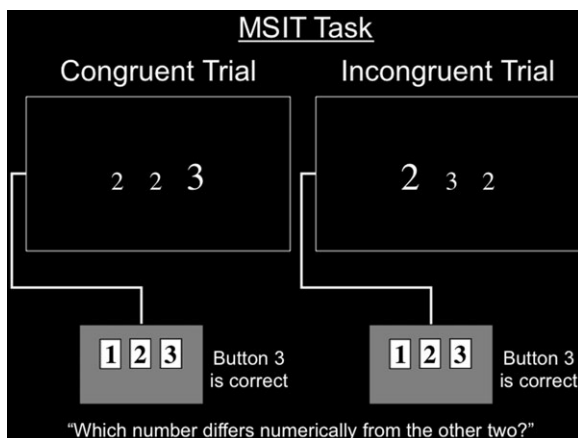 MSIT Task
Congruent Trial
Incongruent Trial
2 2 3
2 3 2
1 2 3
Button 3
is correct
1 2 3
Button 3
is correct
“Which number differs numerically from the other two?”